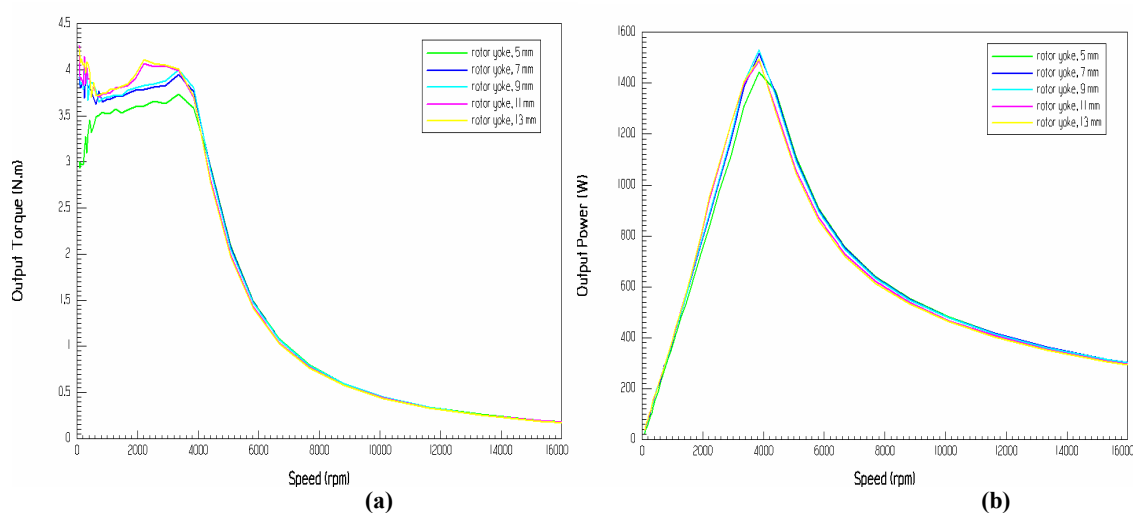 4.5
4
3.5
3
2.5
2
1.5
1
0.5
0
0
2000
4000
6000
8000
10000
12000
14000
16000
Output Torque (N.m)
Speed (rpm)
rotor yoke, 5 mm
rotor yoke, 7 mm
rotor yoke, 9 mm
rotor yoke, 11 mm
rotor yoke, 13 mm
(a)
1600
1400
1200
1000
800
600
400
200
0
0
2000
4000
6000
8000
10000
12000
14000
16000
Output Power (W)
Speed (rpm)
rotor yoke, 5 mm
rotor yoke, 7 mm
rotor yoke, 9 mm
rotor yoke, 11 mm
rotor yoke, 13 mm
(b)